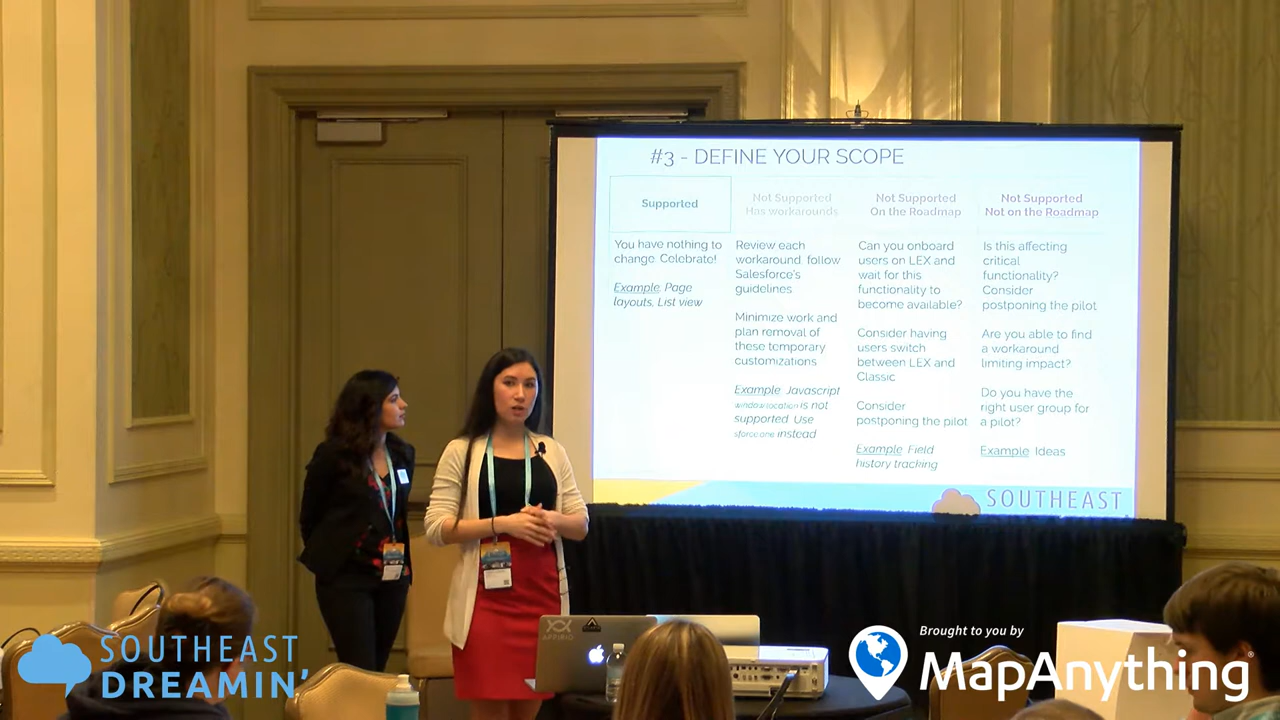 #3 - DEFINE YOUR SCOPE
Supported
You have nothing to
change. Celebrate!
Example: Page
layouts, List view
Not Supported
Has workarounds
Review each
workaround, follow
Salesforce's
guidelines
Minimize work and
plan removal of
these temporary
customizations
Example: Javascript
window.location is not
supported. Use
sforce.one instead
Not Supported
On the Roadmap
Can you onboard
users on LEX and
wait for this
functionality to
become available?
Consider having
users switch
between LEX and
Classic
Consider
postponing the pilot
Example: Field
history tracking
Not Supported
Not on the Roadmap
Is this affecting
critical
functionality?
Consider
postponing the pilot
Are you able to find
a workaround
limiting impact?
Do you have the
right user group for
a pilot?
Example: Ideas
SOUTHEAST
APPIRIO
SOUTHEAST
DREAMIN'
Brought to you by
MapAnything